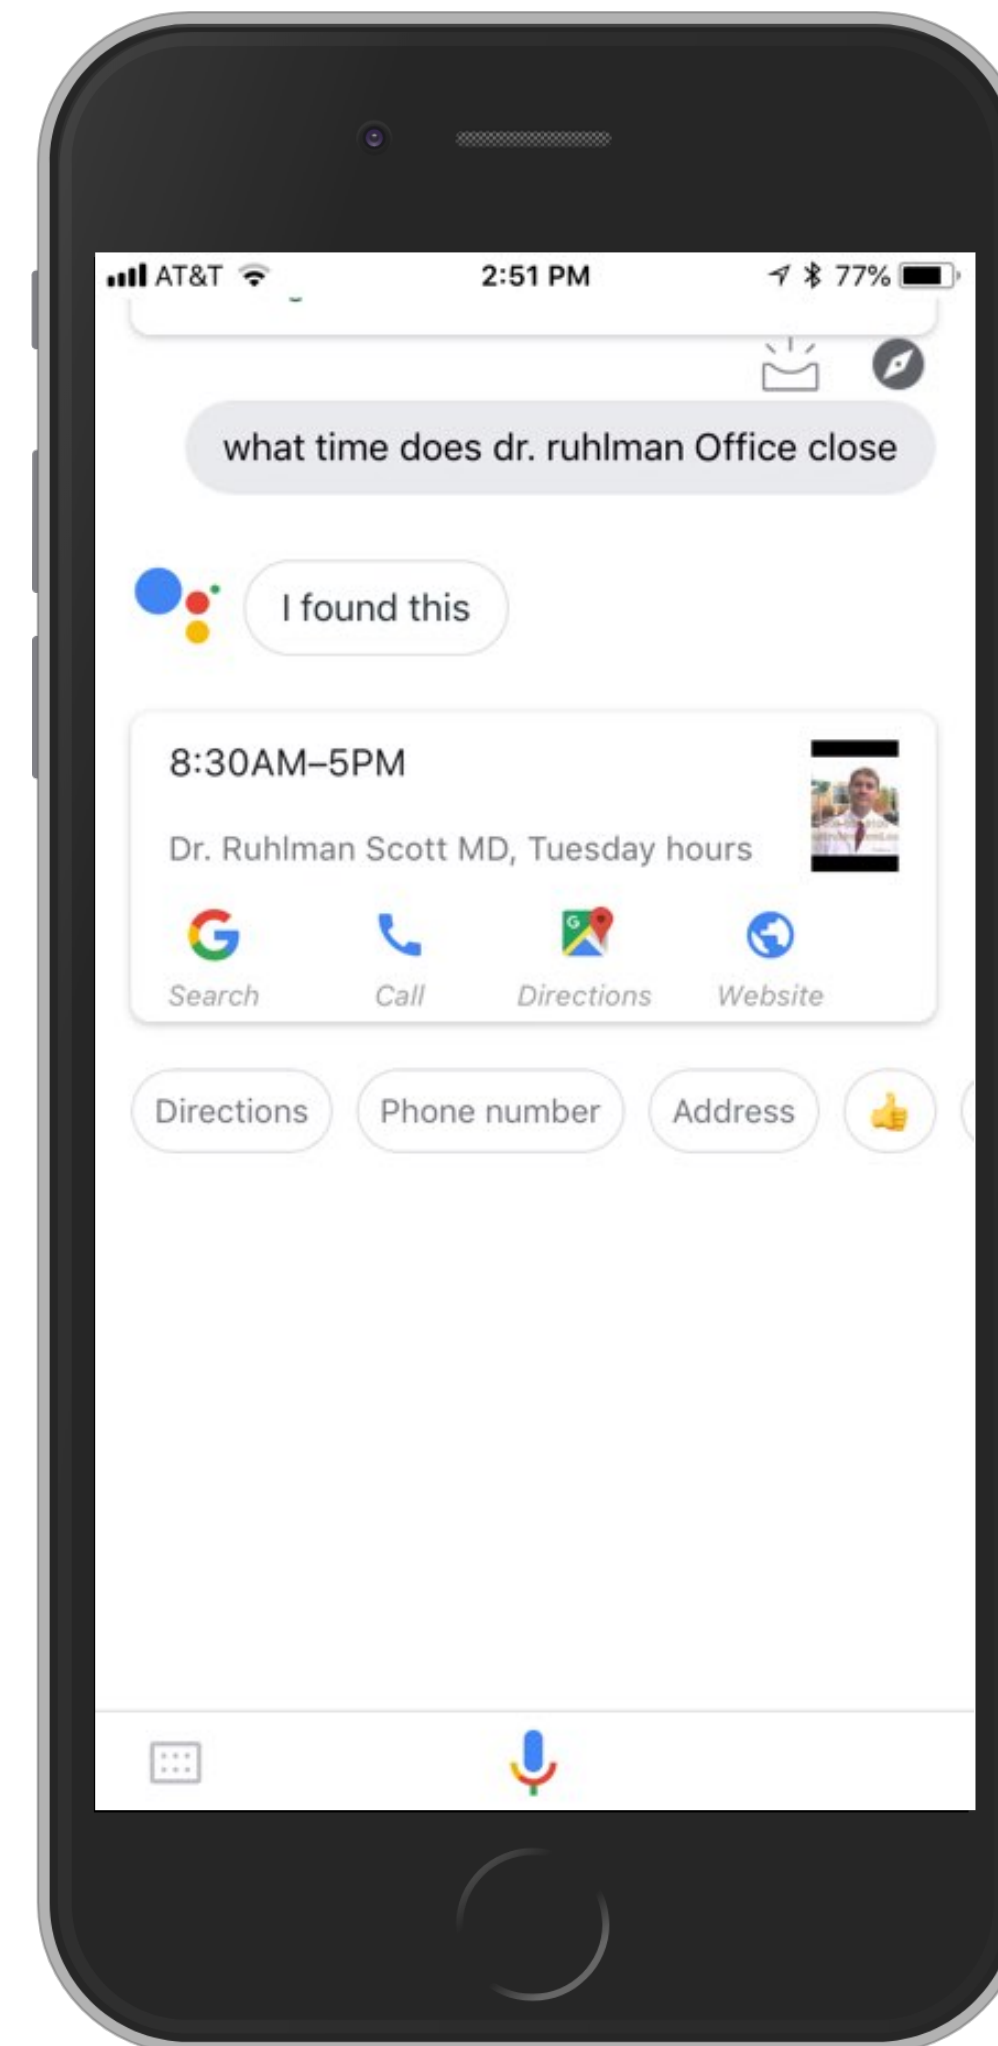 AT&T 2:51 PM 77%
what time does dr. ruhlman Office close
I found this
8:30AM–5PM
Dr. Ruhlman Scott MD, Tuesday hours
G
Search Call Directions Website
Directions Phone number Address